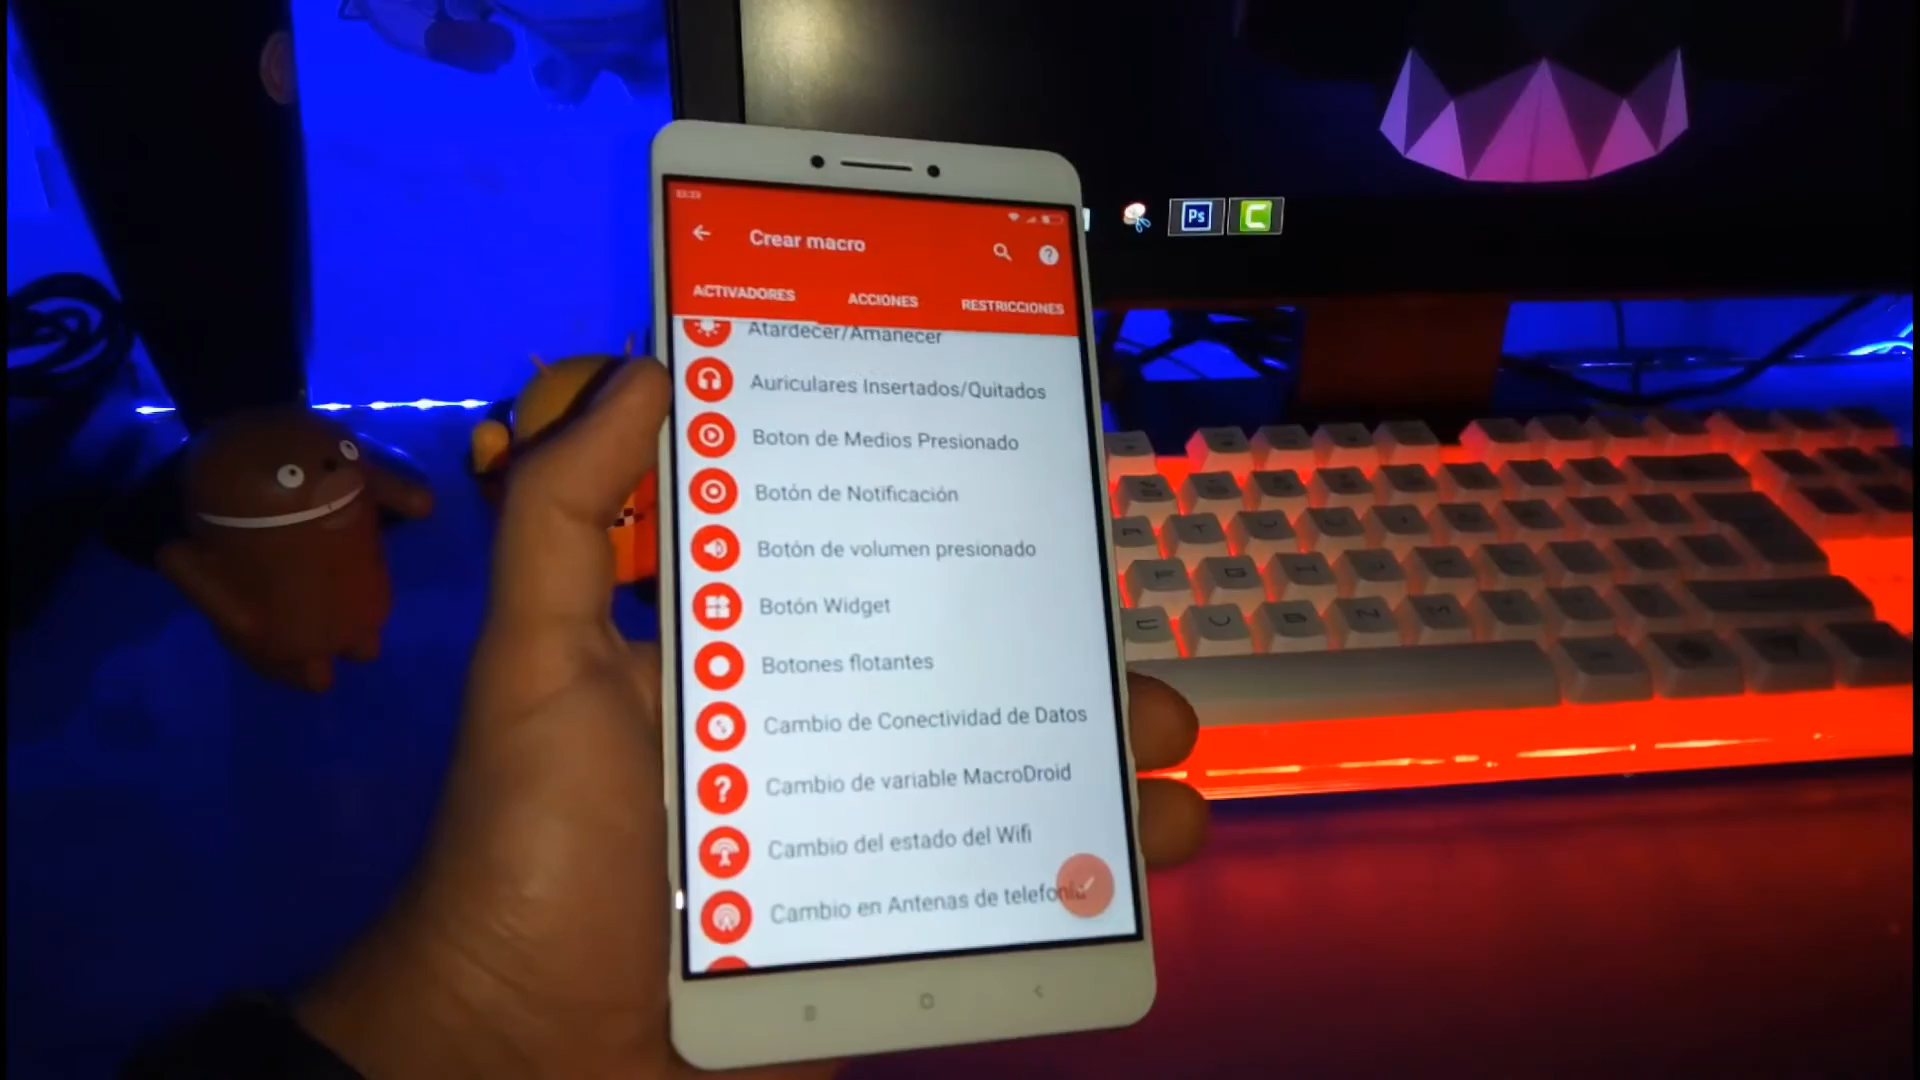 Crear macro
ACTIVADORES ACCIONES RESTRICCIONES
Atardecer/Amanecer
Auriculares Insertados/Quitados
Boton de Medios Presionado
Botón de Notificación
Botón de volumen presionado
Botón Widget
Botones flotantes
Cambio de Conectividad de Datos
Cambio de variable MacroDroid
Cambio del estado del Wifi
Cambio en Antenas de telefonía
Ps